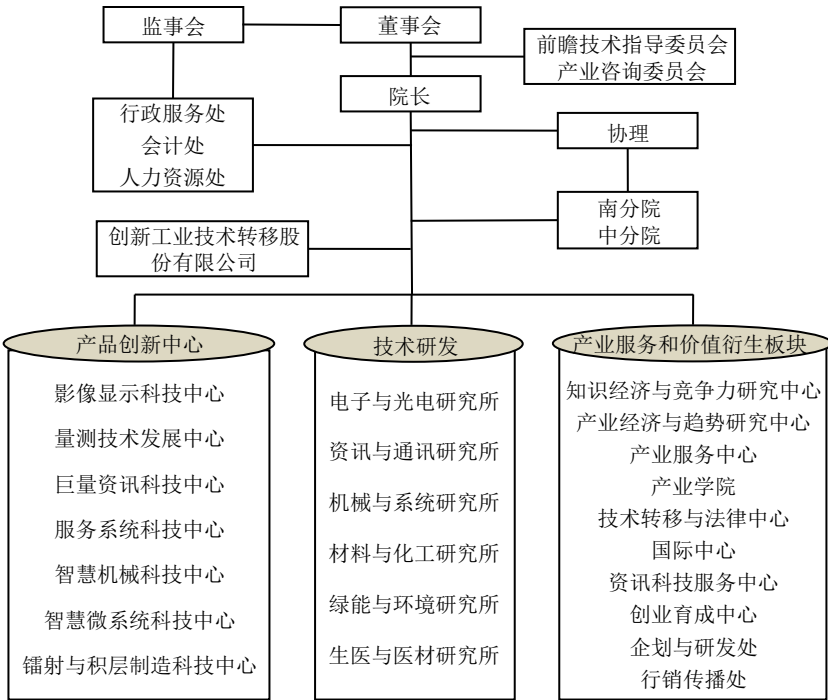 监事会
董事会
前瞻技术指导委员会
产业咨询委员会
院长
行政服务处
会计处
人力资源处
协理
南分院
中分院
创新工业技术转移股
份有限公司
产品创新中心
影像显示科技中心
量测技术发展中心
巨量资讯科技中心
服务系统科技中心
智慧机械科技中心
智慧微系统科技中心
镭射与积层制造科技中心
技术研发
电子与光电研究所
资讯与通讯研究所
机械与系统研究所
材料与化工研究所
绿能与环境研究所
生医与医材研究所
产业服务和价值衍生板块
知识经济与竞争力研究中心
产业经济与趋势研究中心
产业服务中心
产业学院
技术转移与法律中心
国际中心
资讯科技服务中心
创业育成中心
企划与研发处
行销传播处